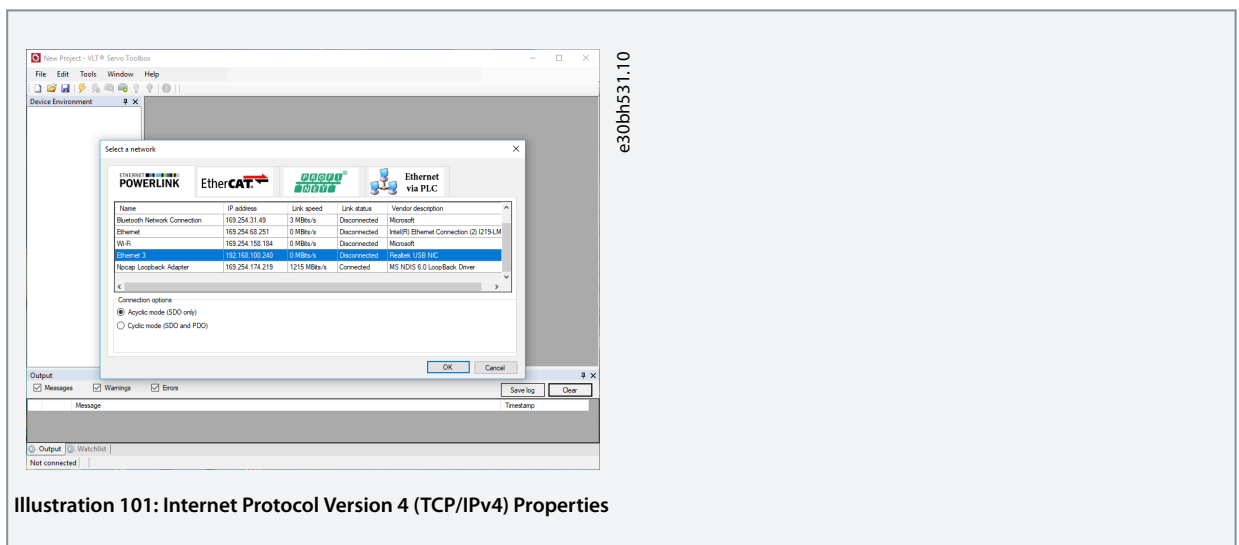 New Project - VLT® Servo Toolbox
File Edit Tools Window Help
Device Environment
Select a network
ETHERNET POWERLINK EtherCAT. PROFI NET® Ethernet via PLC
Name IP address Link speed Link status Vendor description
Bluetooth Network Connection 169.254.31.49 3 MBits/s Disconnected Microsoft
Ethernet 169.254.68.251 0 MBits/s Disconnected Intel(R) Ethernet Connection (2) I219-LM
Wi-Fi 169.254.158.184 0 MBits/s Disconnected Microsoft
Ethernet 3 192.168.100.240 0 MBits/s Disconnected Realtek USB NIC
Npcap Loopback Adapter 169.254.174.219 1215 MBits/s Connected MS NDIS 6.0 LoopBack Driver
Connection options
Acyclic mode (SDO only)
Cyclic mode (SDO and PDO)
OK Cancel
Output
Messages Warnings Errors Save log Clear
Message Timestamp
Output Watchlist
Not connected
e30bh531.10
Illustration 101: Internet Protocol Version 4 (TCP/IPv4) Properties